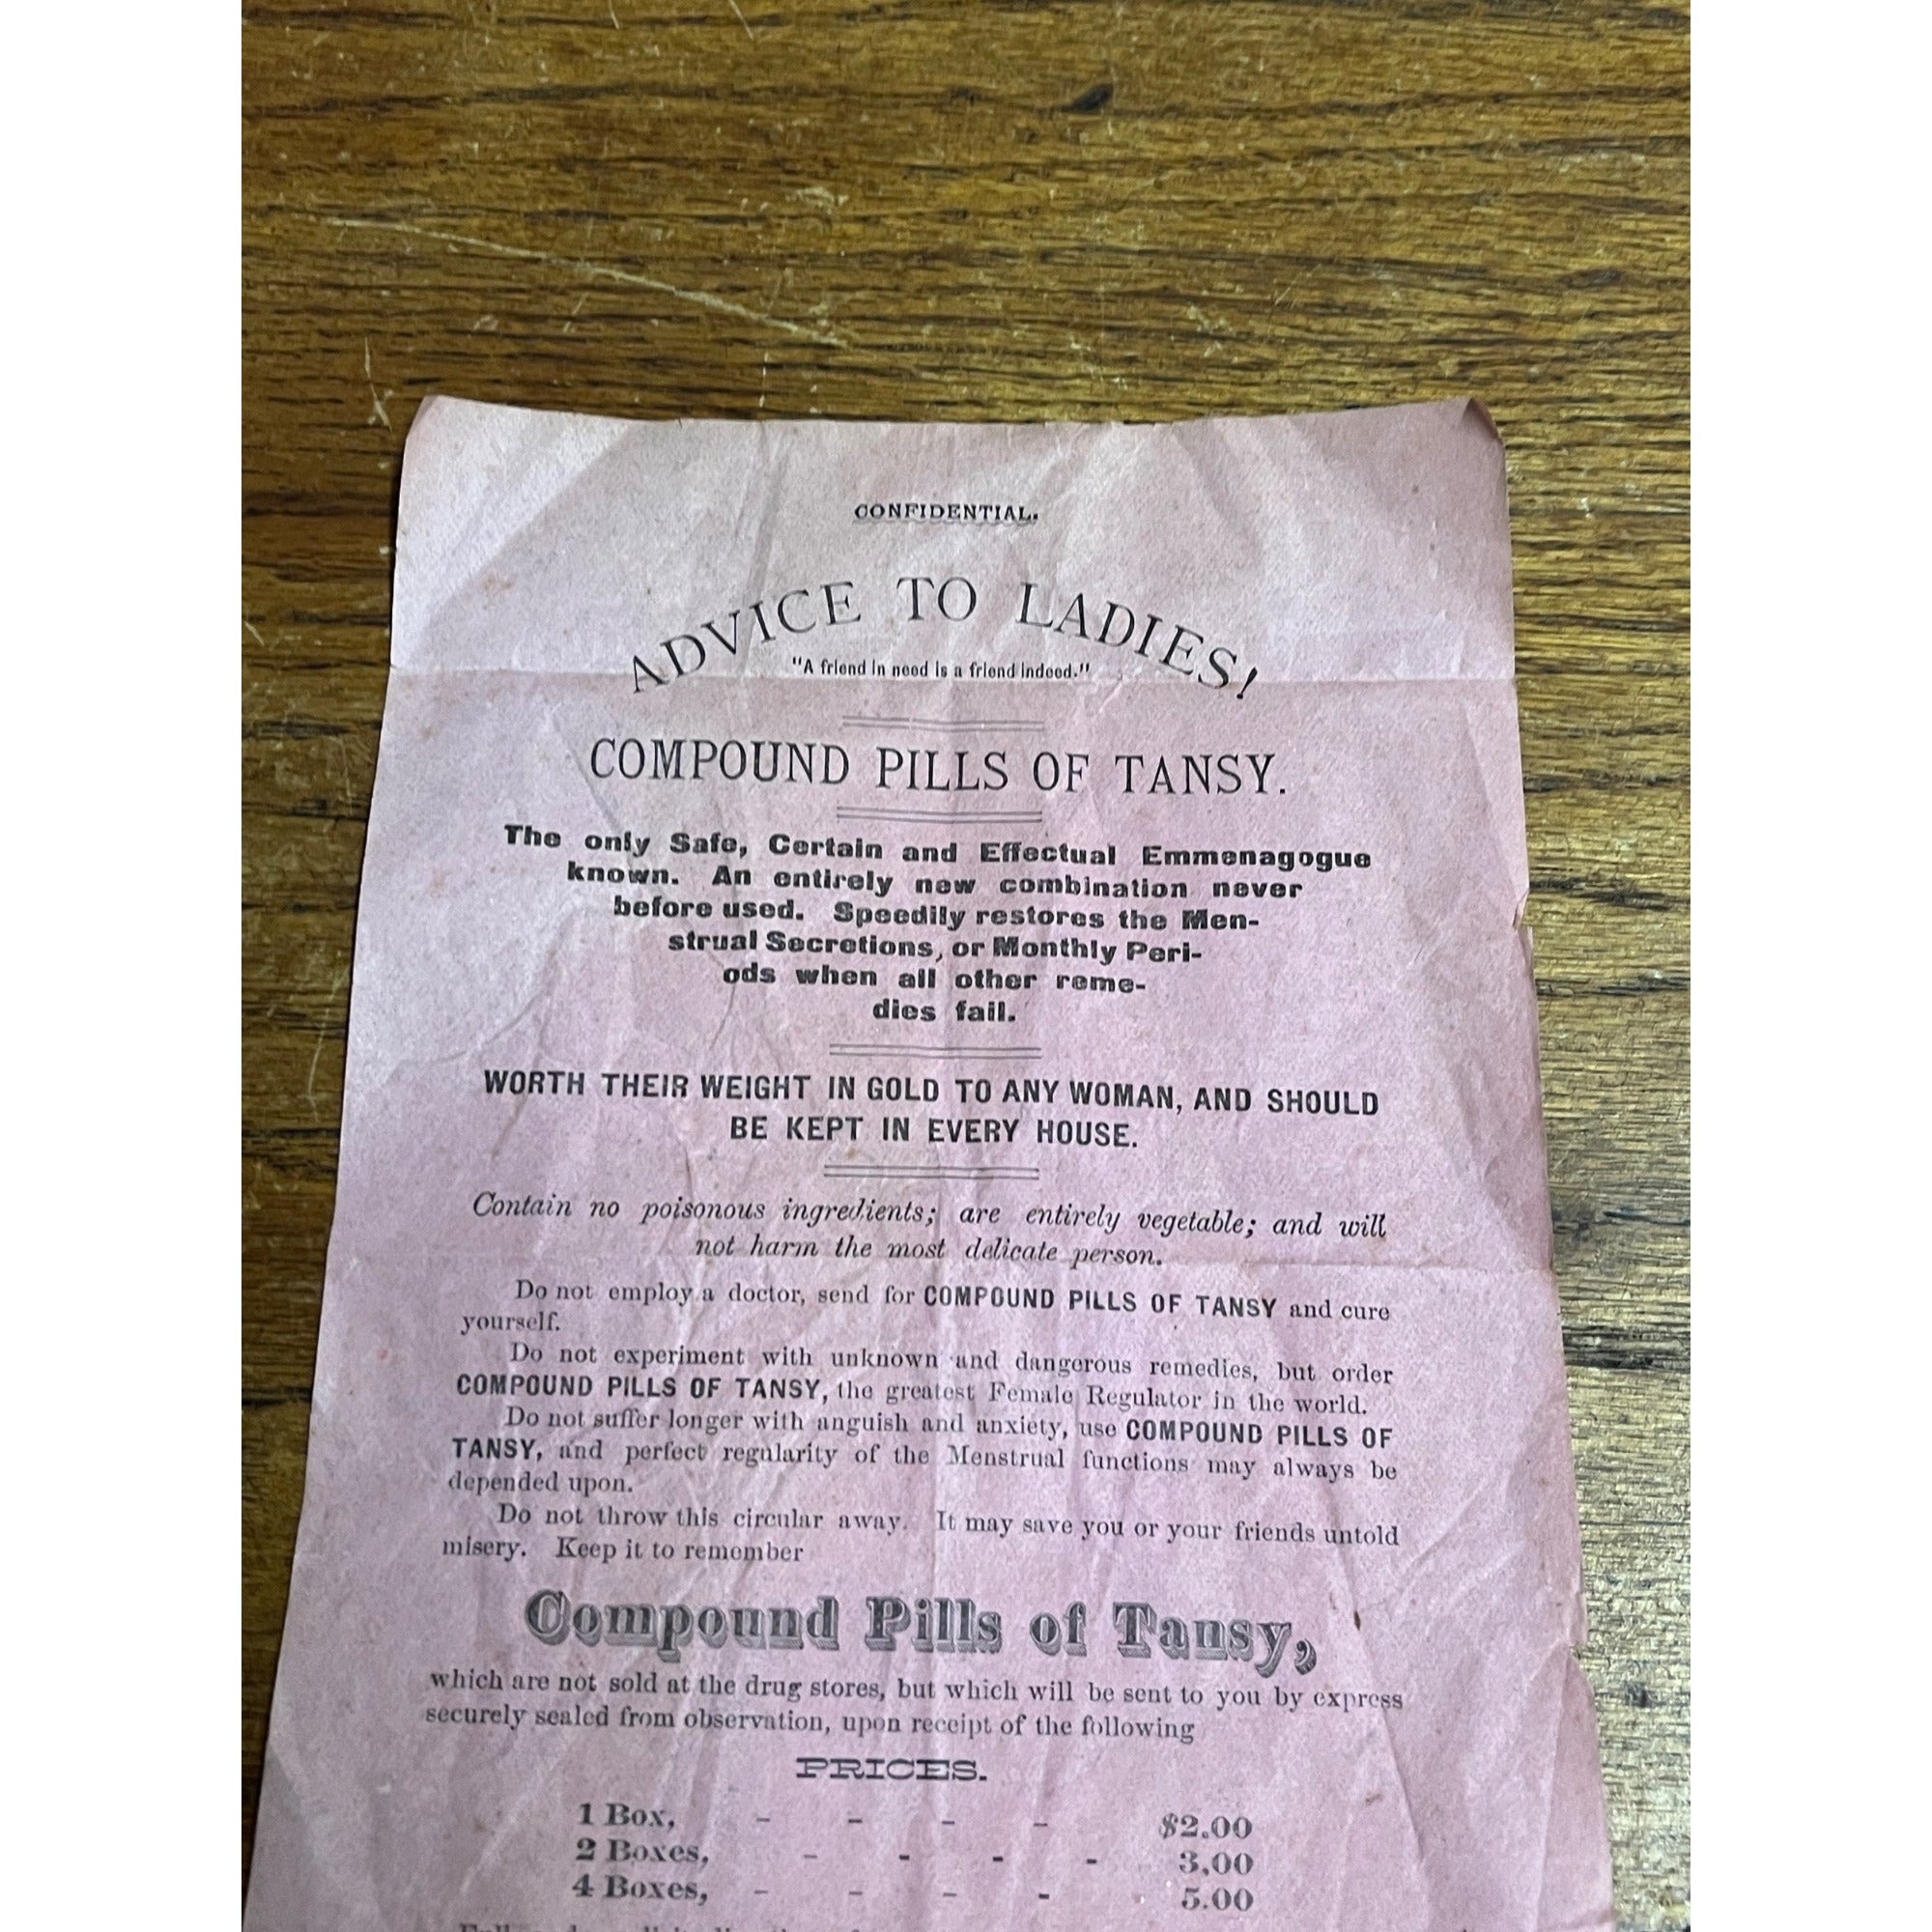 CONFIDENTIAL.
ADVICE TO LADIES!
"A friend in need is a friend indeed."
COMPOUND PILLS OF TANSY.
The only Safe, Certain and Effectual Emmenagogue
known. An entirely new combination never
before used. Speedily restores the Men-
strual Secretions, or Monthly Peri-
ods when all other reme-
dies fail.
WORTH THEIR WEIGHT IN GOLD TO ANY WOMAN, AND SHOULD
BE KEPT IN EVERY HOUSE.
Contain no poisonous ingredients; are entirely vegetable; and will
not harm the most delicate person.
Do not employ a doctor, send for COMPOUND PILLS OF TANSY and cure
yourself.
Do not experiment with unknown and dangerous remedies, but order
COMPOUND PILLS OF TANSY, the greatest Female Regulator in the world.
Do not suffer longer with anguish and anxiety, use COMPOUND PILLS OF
TANSY, and perfect regularity of the Menstrual functions may always be
depended upon.
Do not throw this circular away. It may save you or your friends untold
misery. Keep it to remember
Compound Pills of Tansy,
which are not sold at the drug stores, but which will be sent to you by express
securely sealed from observation, upon receipt of the following
PRICES.
1 Box, - - - - $2.00
2 Boxes, - - - - 3.00
4 Boxes, - - - - 5.00